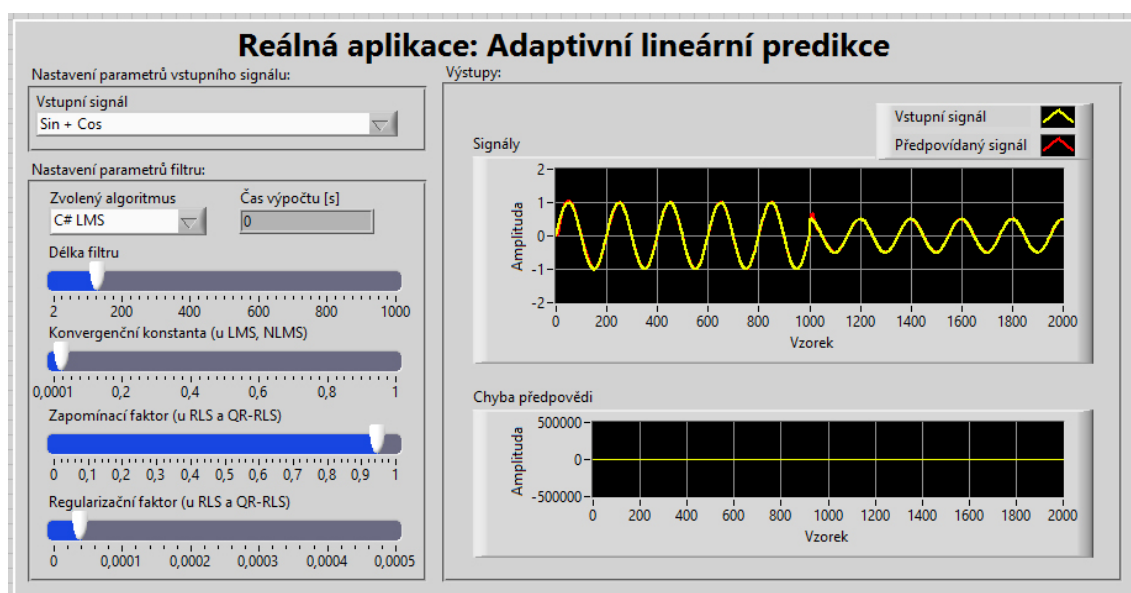 Reálná aplikace: Adaptivní lineární predikce
Nastavení parametrů vstupního signálu:
Vstupní signál
Sin + Cos
Nastavení parametrů filtru:
Zvolený algoritmus
C# LMS
Čas výpočtu [s]
0
Délka filtru
2 200 400 600 800 1000
Konvergenční konstanta (u LMS, NLMS)
0,0001 0,2 0,4 0,6 0,8 1
Zapomínací faktor (u RLS a QR-RLS)
0 0,1 0,2 0,3 0,4 0,5 0,6 0,7 0,8 0,9 1
Regularizační faktor (u RLS a QR-RLS)
0 0,0001 0,0002 0,0003 0,0004 0,0005
Výstupy:
Vstupní signál
Předpovídaný signál
Signály
Amplituda
2
1
0
-1
-2
0 200 400 600 800 1000 1200 1400 1600 1800 2000
Vzorek
Chyba předpovědi
Amplituda
500000
0
-500000
0 200 400 600 800 1000 1200 1400 1600 1800 2000
Vzorek